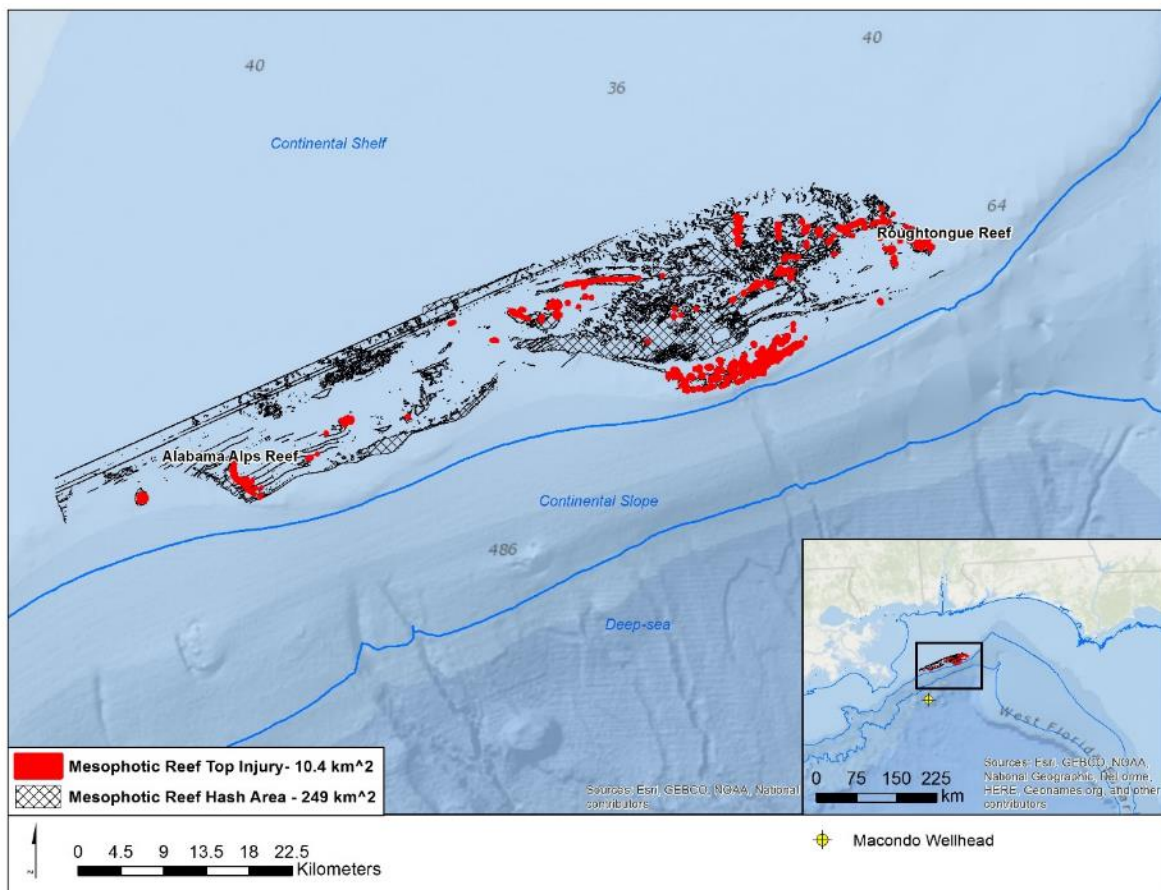 40
40
36
Continental Shelf
64
Roughtongue Reef
Alabama Alps Reef
Continental Slope
486
Deep-sea
West Florida
Mesophotic Reef Top Injury- 10.4 km^2
Mesophotic Reef Hash Area - 249 km^2
Sources: Esri, GEBCO, NOAA, National
contributors
Sources: Esri, GEBCO, NOAA,
National Geographic, DeLorme,
HERE, Geonames.org, and other
contributors
0 75 150 225
km
0 4.5 9 13.5 18 22.5
Kilometers
Macondo Wellhead